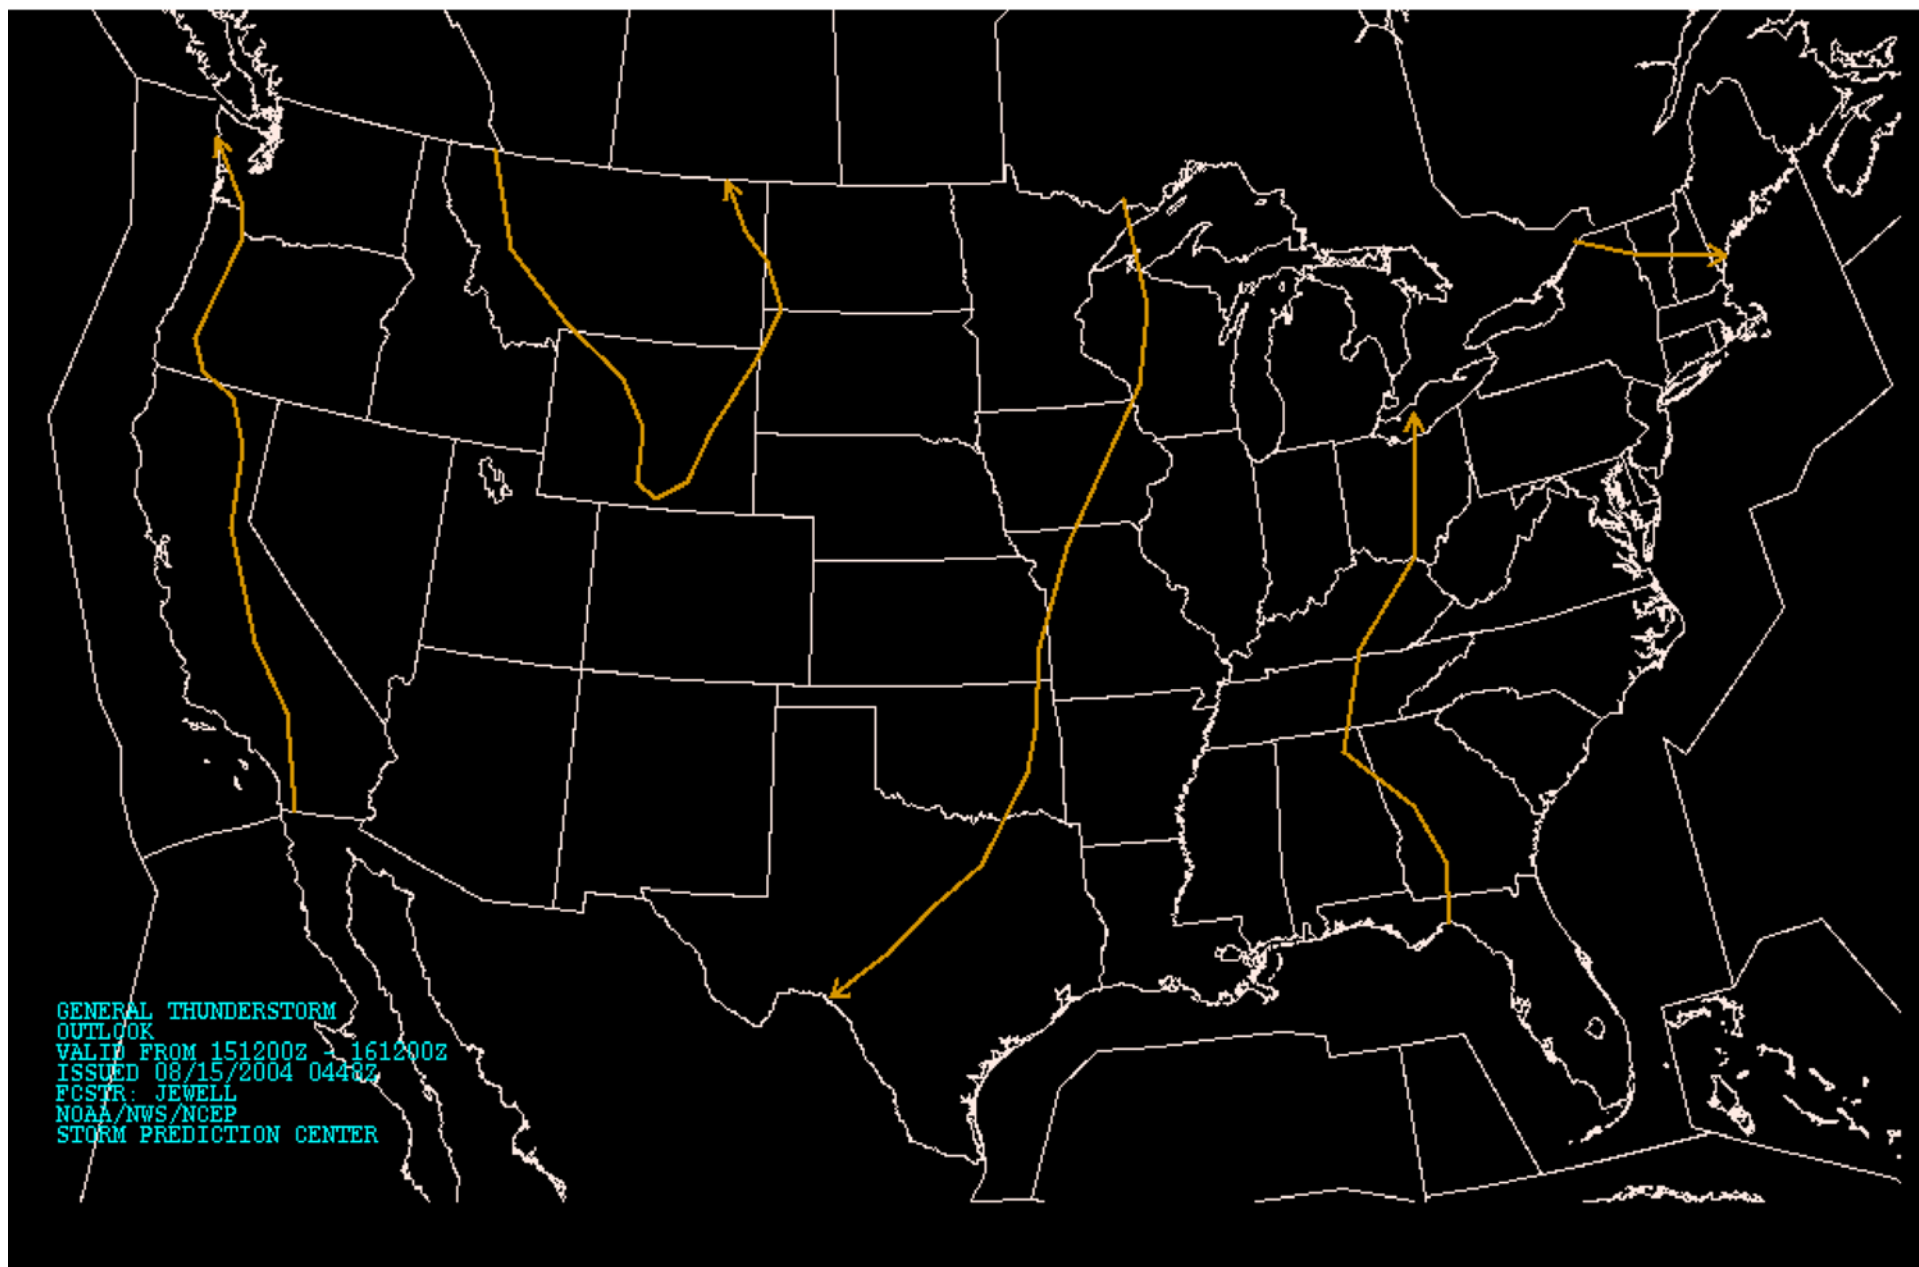 GENERAL THUNDERSTORM
OUTLOOK
VALID FROM 151200Z - 161200Z
ISSUED 08/15/2004 0448Z
FCSTR: JEWELL
NOAA/NWS/NCEP
STORM PREDICTION CENTER